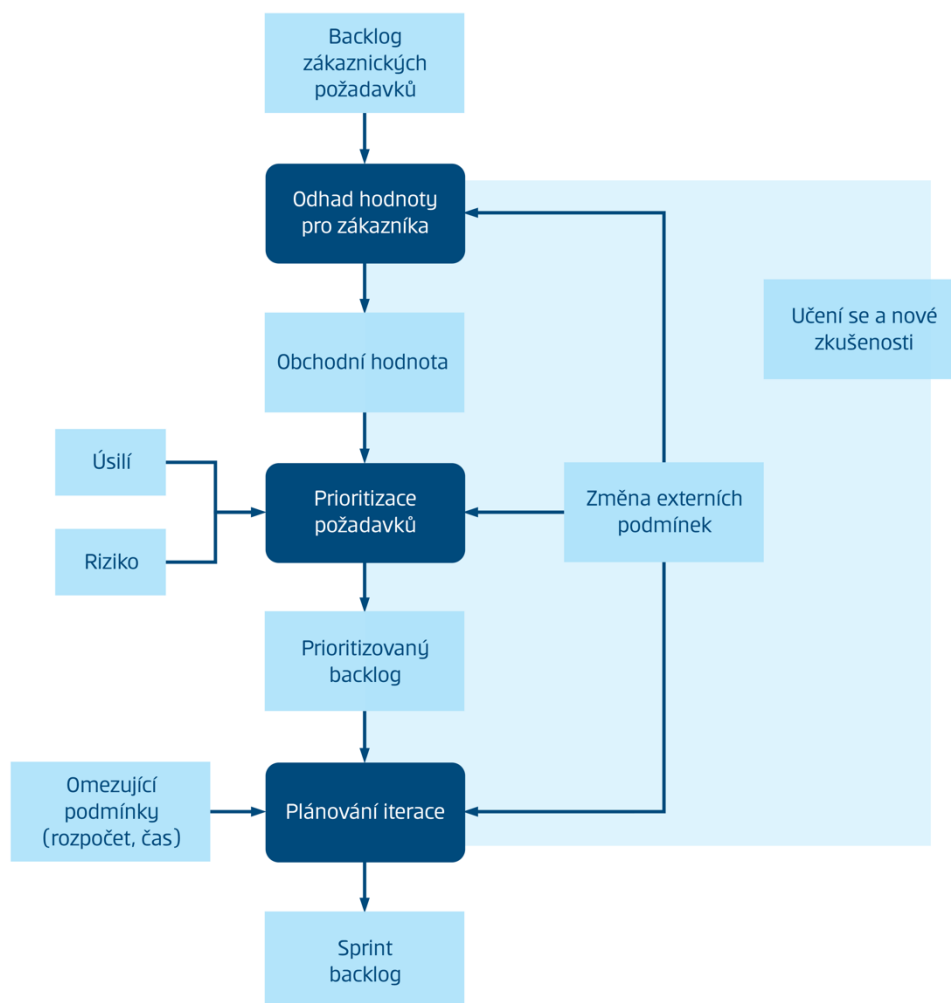 Backlog
zákaznických
požadavků
Odhad hodnoty
pro zákazníka
Učení se a nové
zkušenosti
Obchodní hodnota
Úsilí
Prioritizace
požadavků
Změna externích
podmínek
Riziko
Prioritizovaný
backlog
Omezující
podmínky
(rozpočet, čas)
Plánování iterace
Sprint
backlog